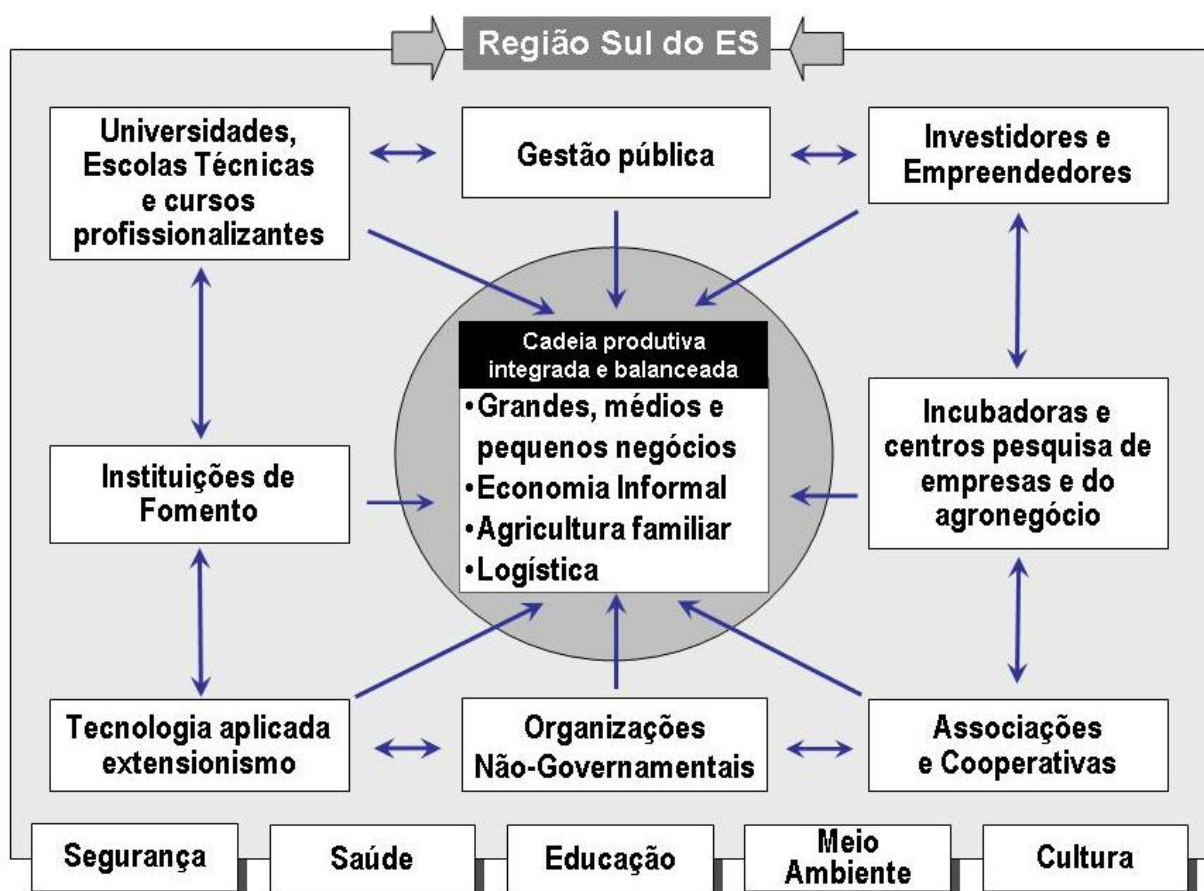 Região Sul do ES
Universidades,
Escolas Técnicas
e cursos
profissionalizantes
Gestão pública
Investidores e
Empreendedores
Cadeia produtiva
integrada e balanceada
•Grandes, médios e
pequenos negócios
•Economia Informal
•Agricultura familiar
•Logística
Instituições de
Fomento
Incubadoras e
centros pesquisa de
empresas e do
agronegócio
Tecnologia aplicada
extensionismo
Organizações
Não-Governamentais
Associações
e Cooperativas
Segurança
Saúde
Educação
Meio
Ambiente
Cultura